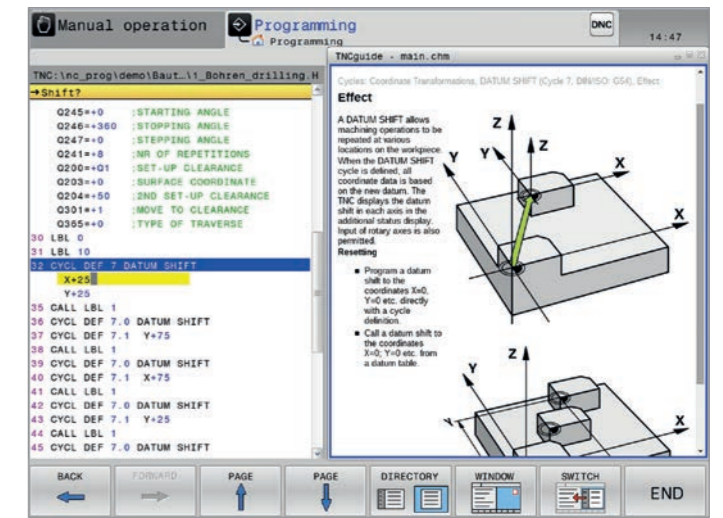 Manual operation
Programming
Programming
DNC
14:47
TNC:\nc_prog\demo\Baut…\1_Bohren_drilling.H
→Shift?
Q245=+0 ;STARTING ANGLE
Q246=+360 ;STOPPING ANGLE
Q247=+0 ;STEPPING ANGLE
Q241=+8 ;NR OF REPETITIONS
Q200=+Q1 ;SET-UP CLEARANCE
Q203=+0 ;SURFACE COORDINATE
Q204=+50 ;2ND SET-UP CLEARANCE
Q301=+1 ;MOVE TO CLEARANCE
Q365=+0 ;TYPE OF TRAVERSE
30 LBL 0
31 LBL 10
32 CYCL DEF 7 DATUM SHIFT
X+25
Y+25
35 CALL LBL 1
36 CYCL DEF 7.0 DATUM SHIFT
37 CYCL DEF 7.1 Y+75
38 CALL LBL 1
39 CYCL DEF 7.0 DATUM SHIFT
40 CYCL DEF 7.1 X+75
41 CALL LBL 1
42 CYCL DEF 7.0 DATUM SHIFT
43 CYCL DEF 7.1 Y+25
44 CALL LBL 1
45 CYCL DEF 7.0 DATUM SHIFT
TNCguide - main.chm
Cycles: Coordinate Transformations, DATUM SHIFT (Cycle 7, DIN/ISO: G54), Effect
Effect
A DATUM SHIFT allows
machining operations to be
repeated at various
locations on the workpiece.
When the DATUM SHIFT
cycle is defined, all
coordinate data is based
on the new datum. The
TNC displays the datum
shift in each axis in the
additional status display.
Input of rotary axes is also
permitted.
Resetting
■ Program a datum
shift to the
coordinates X=0,
Y=0 etc. directly
with a cycle
definition.
■ Call a datum shift to
the coordinates
X=0; Y=0 etc. from
a datum table.
Z
Z
Y
Y
X
X
Z
Y
X
BACK
FORWARD
PAGE
PAGE
DIRECTORY
WINDOW
SWITCH
END